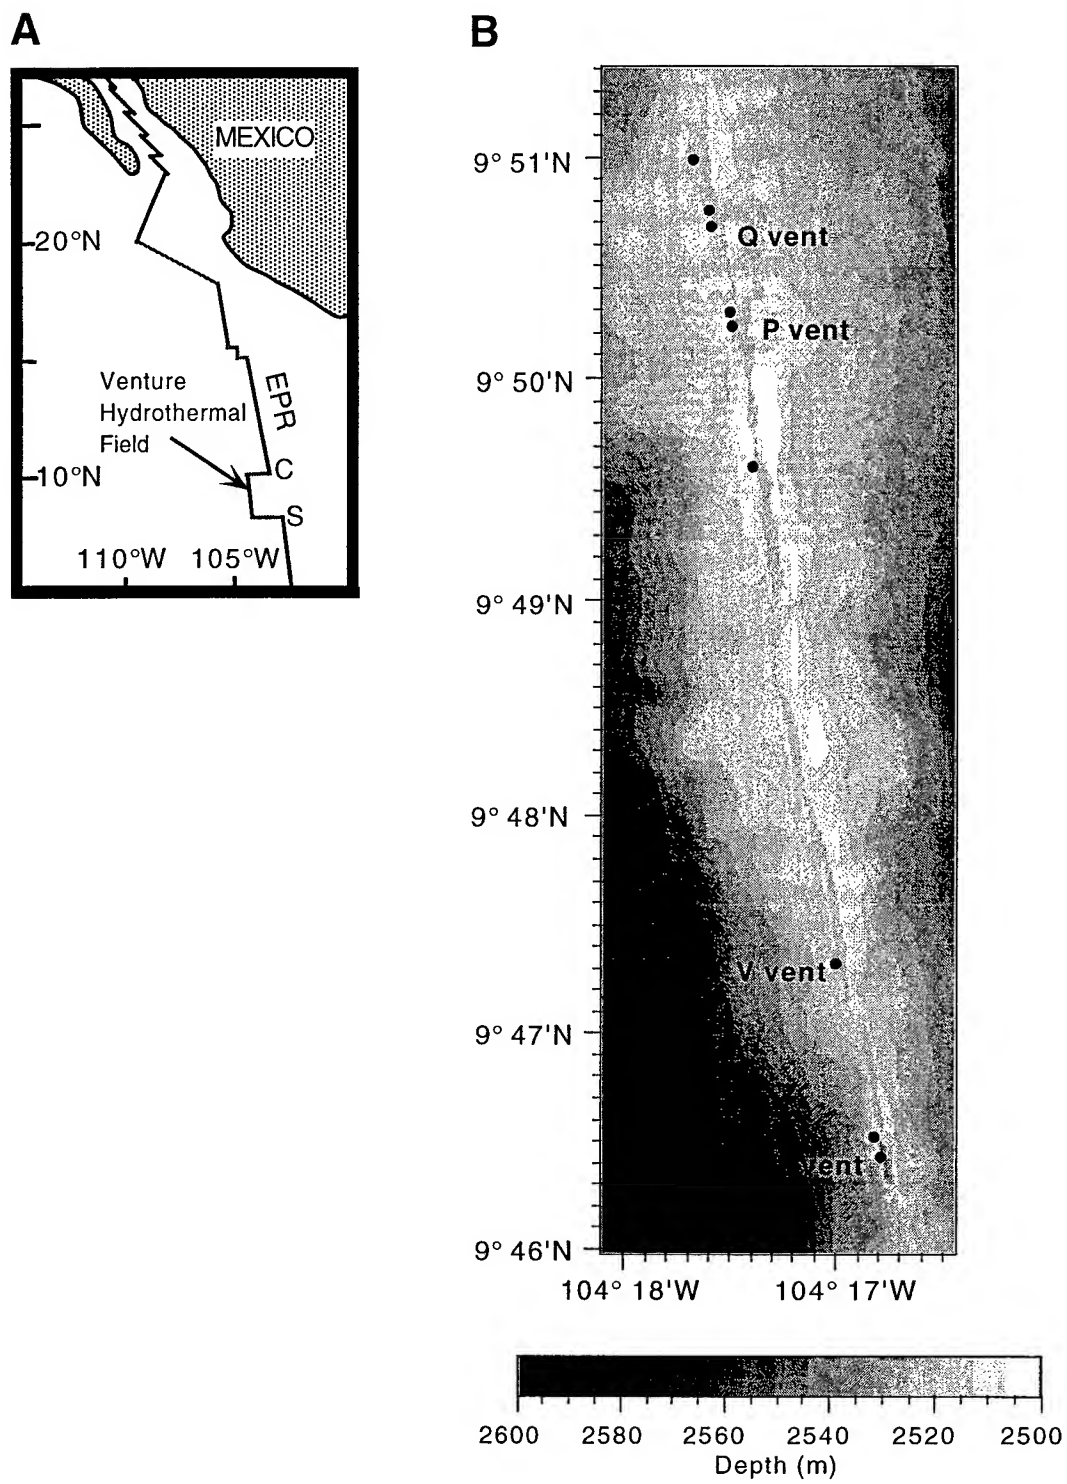 A
MEXICO
20°N
Venture
Hydrothermal
Field
EPR
10°N
C
S
110°W 105°W
B
9° 51'N
Q vent
P vent
9° 50'N
9° 49'N
9° 48'N
V vent
9° 47'N
ent
9° 46'N
104° 18'W 104° 17'W
2600 2580 2560 2540 2520 2500
Depth (m)